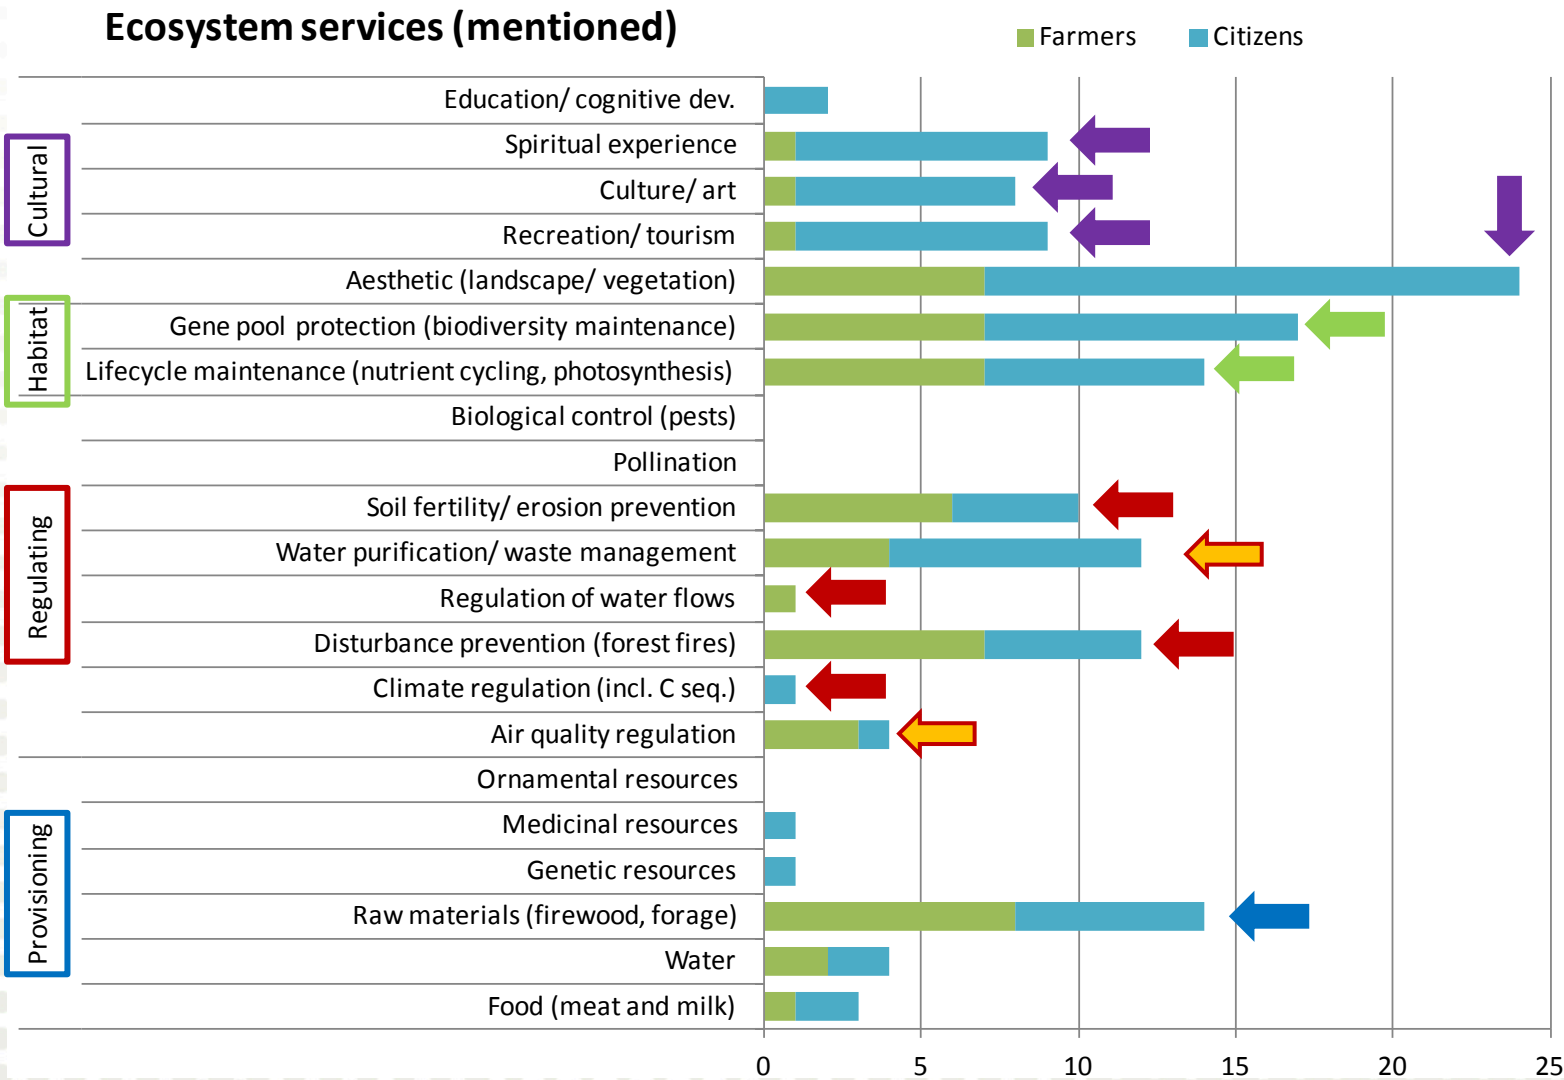 Ecosystem services (mentioned)
Farmers
Citizens
Cultural
Education/ cognitive dev.
Spiritual experience
Culture/ art
Recreation/ tourism
Aesthetic (landscape/ vegetation)
Habitat
Gene pool protection (biodiversity maintenance)
Lifecycle maintenance (nutrient cycling, photosynthesis)
Regulating
Biological control (pests)
Pollination
Soil fertility/ erosion prevention
Water purification/ waste management
Regulation of water flows
Disturbance prevention (forest fires)
Climate regulation (incl. C seq.)
Air quality regulation
Provisioning
Ornamental resources
Medicinal resources
Genetic resources
Raw materials (firewood, forage)
Water
Food (meat and milk)
0 5 10 15 20 25